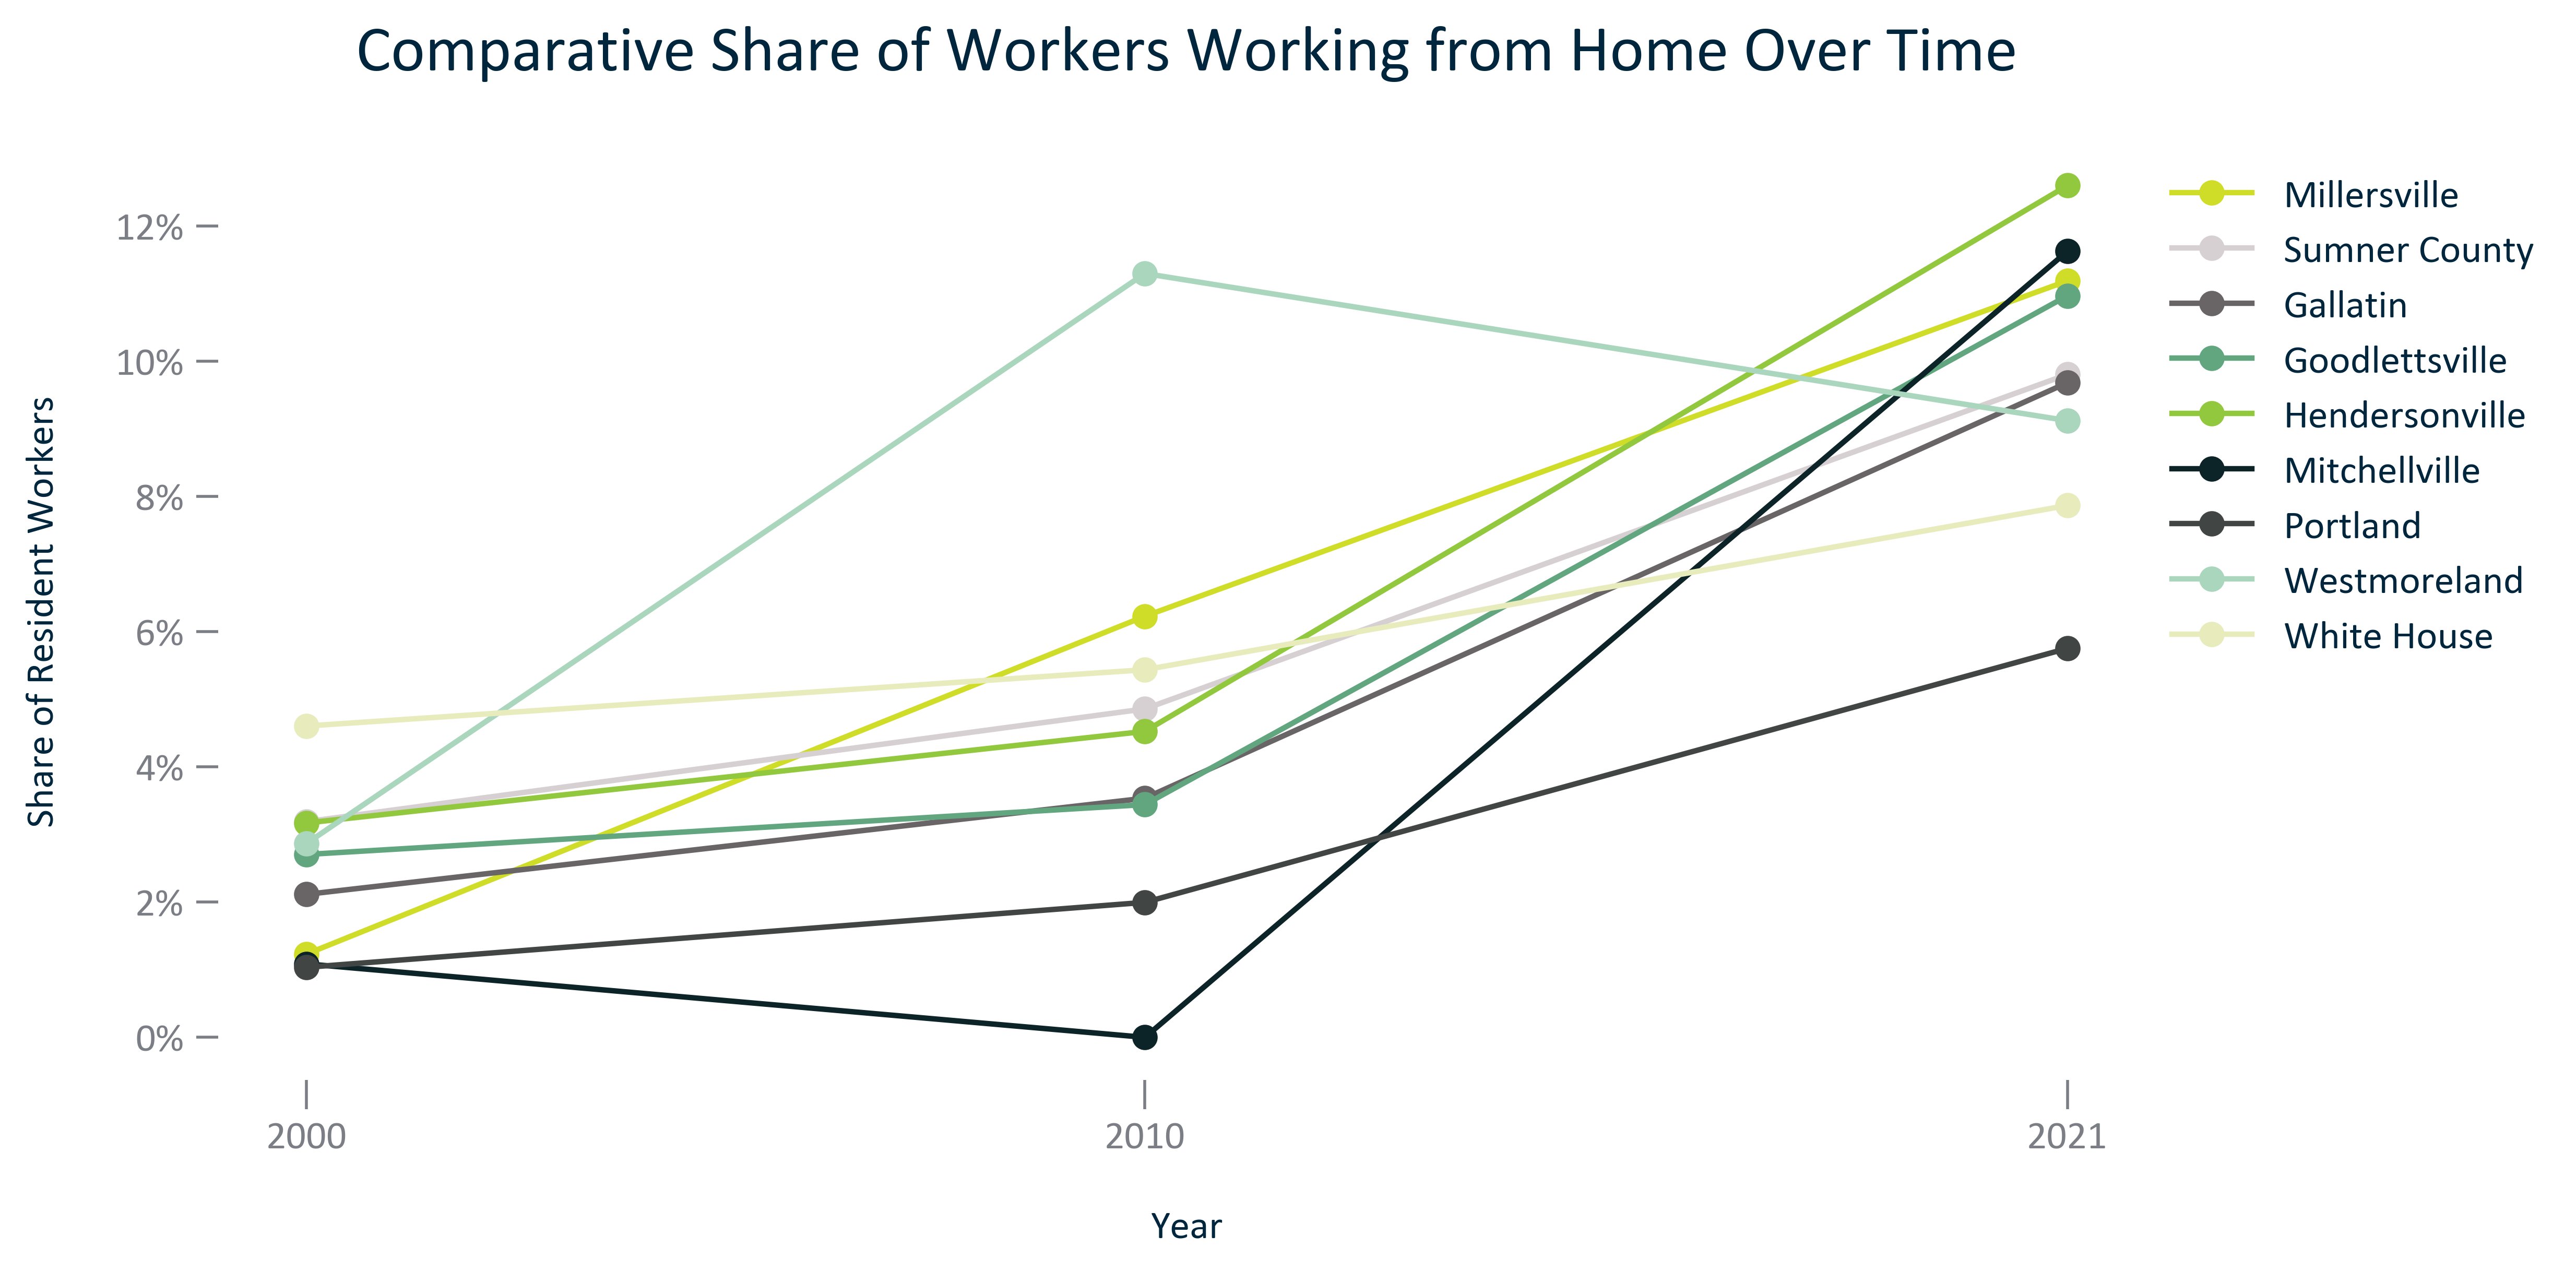 Comparative Share of Workers Working from Home Over Time
Share of Resident Workers
12%
10%
8%
6%
4%
2%
0%
2000
2010
2021
Year
Millersville
Sumner County
Gallatin
Goodlettsville
Hendersonville
Mitchellville
Portland
Westmoreland
White House